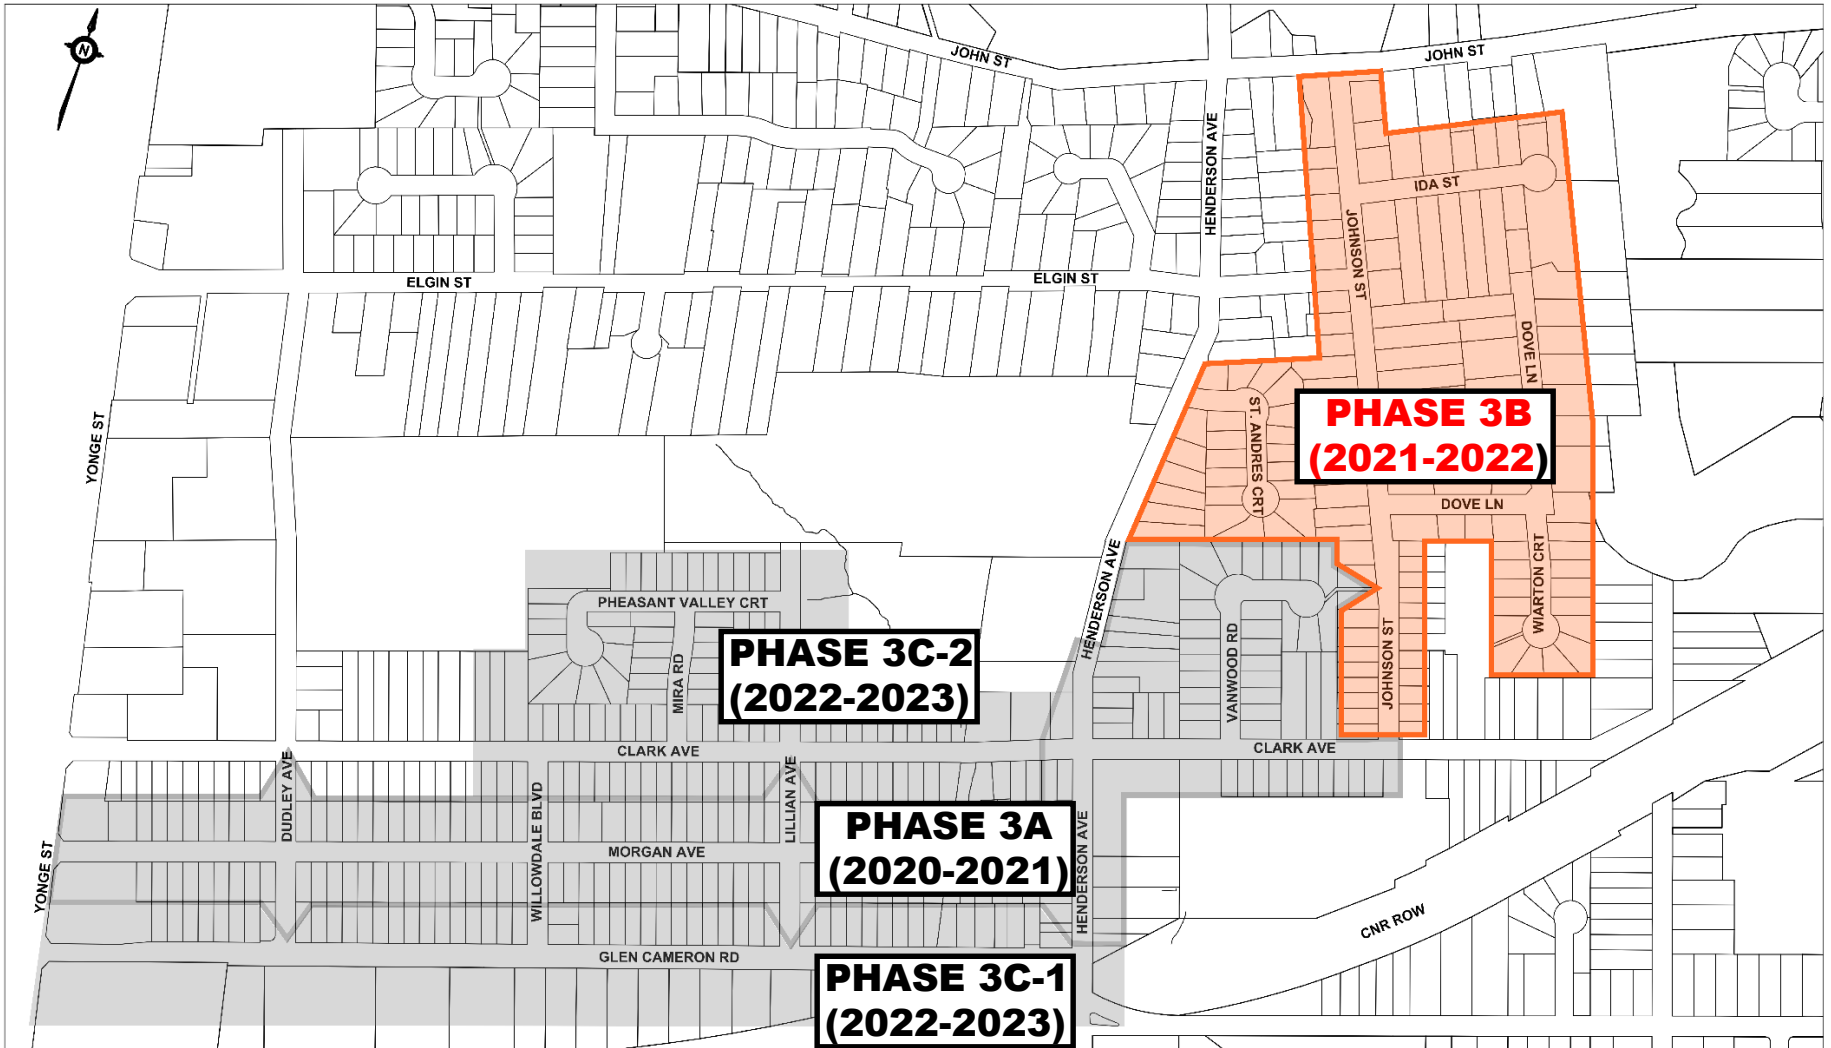 N
JOHN ST
JOHN ST
HENDERSON AVE
IDA ST
JOHNSON ST
ELGIN ST
ELGIN ST
DOVE LN
YONGE ST
ST. ANDRES CRT
PHASE 3B
(2021-2022)
DOVE LN
HENDERSON AVE
WIARTON CRT
PHEASANT VALLEY CRT
VANWOOD RD
JOHNSON ST
MIRA RD
PHASE 3C-2
(2022-2023)
CLARK AVE
CLARK AVE
DUDLEY AVE
WILLOWDALE BLVD
LILLIAN AVE
PHASE 3A
(2020-2021)
HENDERSON AVE
YONGE ST
MORGAN AVE
CNR ROW
GLEN CAMERON RD
PHASE 3C-1
(2022-2023)